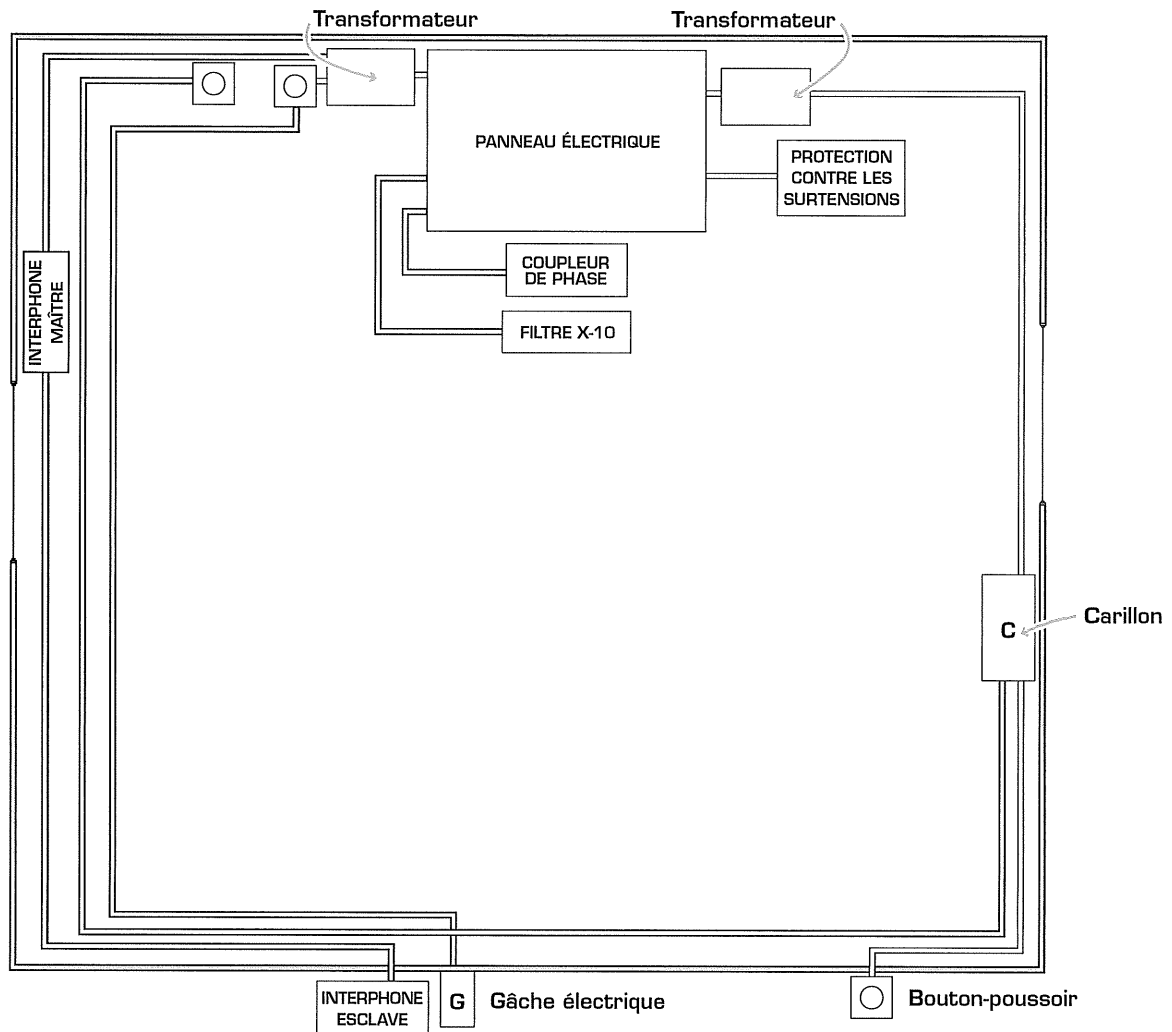 Transformateur
Transformateur
PANNEAU ÉLECTRIQUE
PROTECTION
CONTRE LES
SURTENSIONS
COUPLEUR
DE PHASE
FILTRE X-10
INTERPHONE
MAÎTRE
C
Carillon
INTERPHONE
ESCLAVE
G
Gâche électrique
Bouton-poussoir